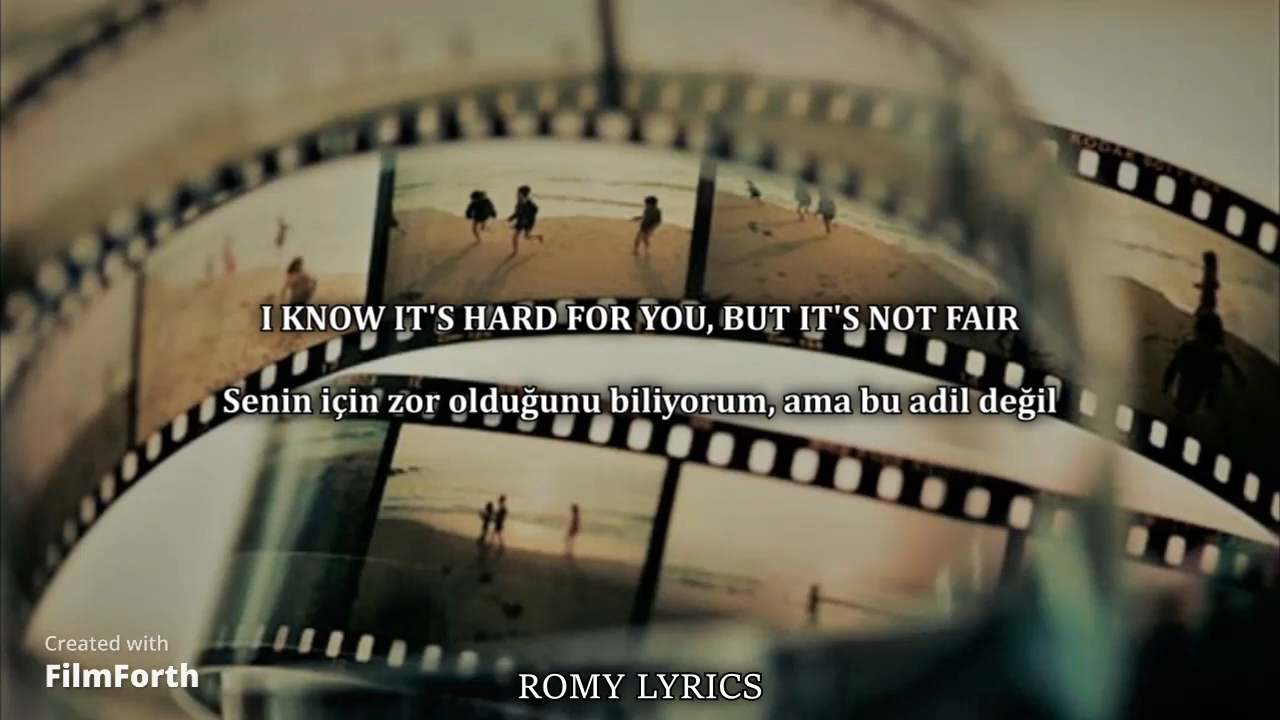 I KNOW IT'S HARD FOR YOU, BUT IT'S NOT FAIR
Senin için zor olduğunu biliyorum, ama bu adil değil
Created with
FilmForth
ROMY LYRICS